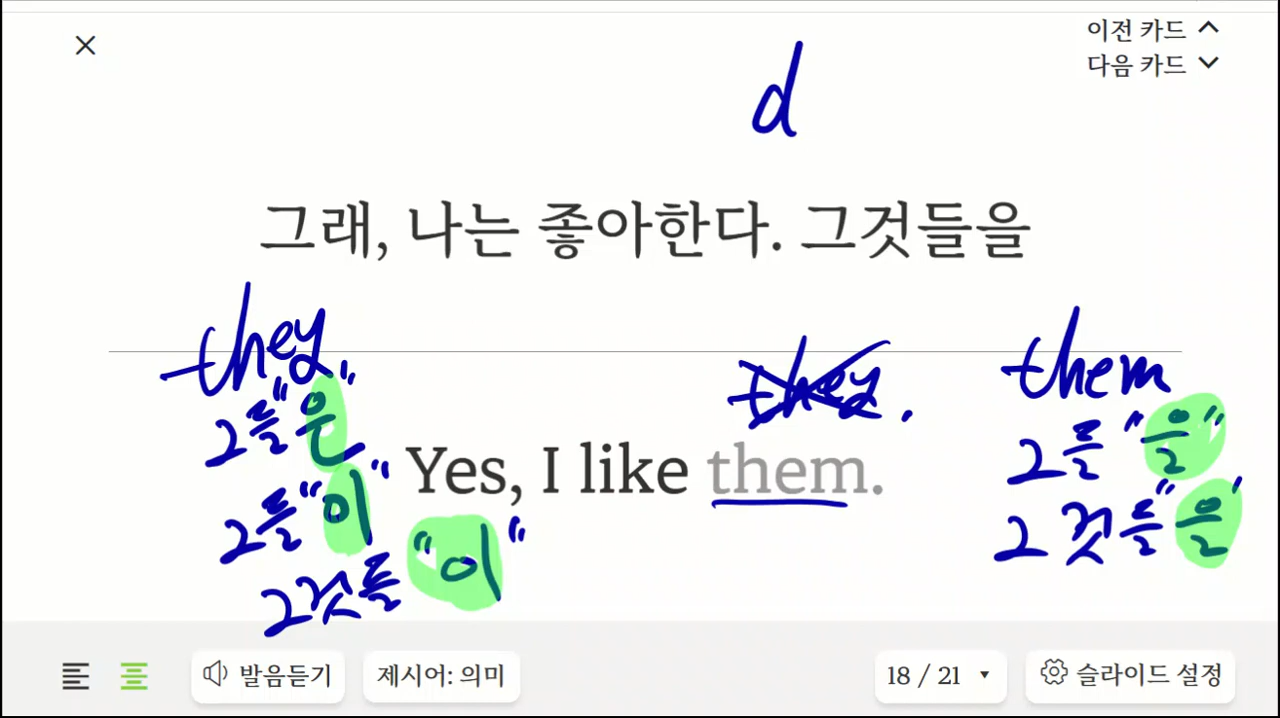 이전 카드
다음 카드
d
그래, 나는 좋아한다. 그것들을
they
그들"은"
그들"이"
그것들"이"
they.
Yes, I like them.
them
그들"을"
그것들"을'
발음듣기
제시어: 의미
18 / 21
슬라이드 설정